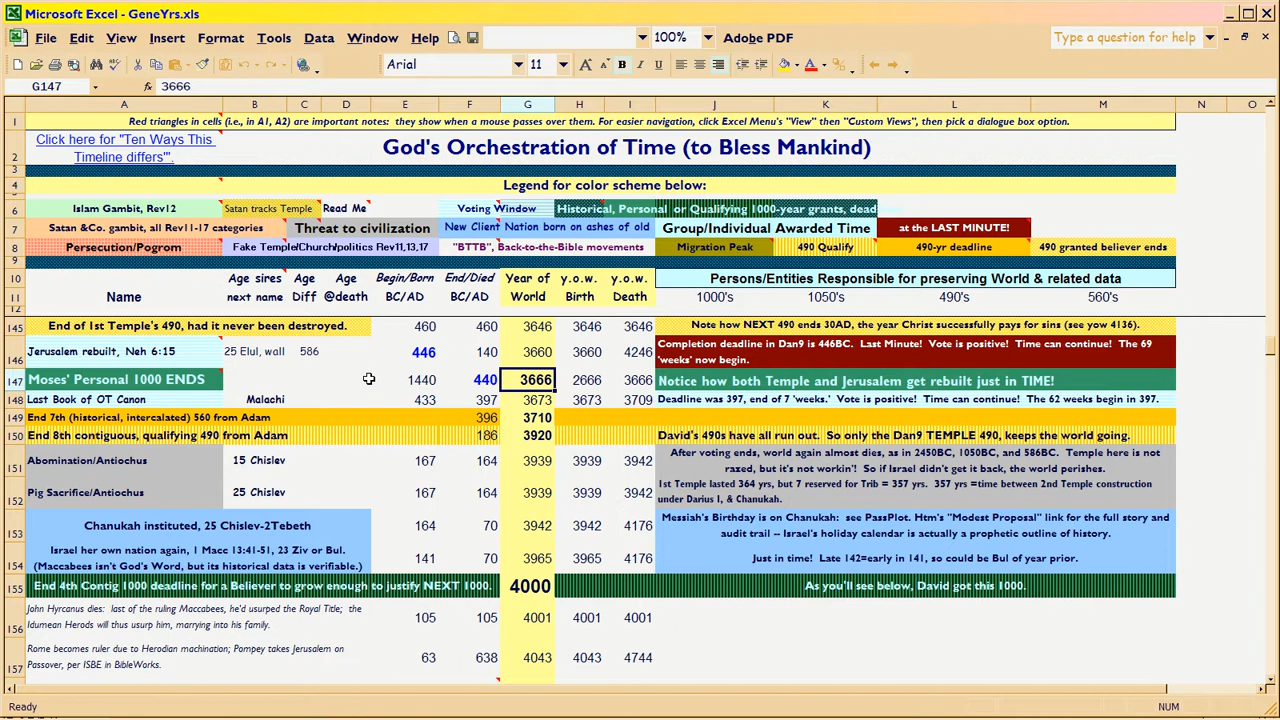 Microsoft Excel - GeneYrs.xls
File Edit View Insert Format Tools Data Window Help 100% Adobe PDF Type a question for help
Arial 11 B I U
G147 fx 3666
A B C D E F G H I J K L M N O
1 Red triangles in cells (i.e., in A1, A2) are important notes: they show when a mouse passes over them. For easier navigation, click Excel Menu's "View" then "Custom Views", then pick a dialogue box option.
2 Click here for "Ten Ways This Timeline differs'". God's Orchestration of Time (to Bless Mankind)
3
4 Legend for color scheme below:
6 Islam Gambit, Rev12 Satan tracks Temple Read Me Voting Window Historical, Personal or Qualifying 1000-year grants, dead
7 Satan &Co. gambit, all Rev11-17 categories Threat to civilization New Client Nation born on ashes of old Group/Individual Awarded Time at the LAST MINUTE!
8 Persecution/Pogrom Fake Temple/Church/politics Rev11,13,17 "BTTB", Back-to-the-Bible movements Migration Peak 490 Qualify 490-yr deadline 490 granted believer ends
9
10 Age sires Age Age Begin/Born End/Died Year of y.o.w. y.o.w. Persons/Entities Responsible for preserving World & related data
11 Name next name Diff @death BC/AD BC/AD World Birth Death 1000's 1050's 490's 560's
12
145 End of 1st Temple's 490, had it never been destroyed. 460 460 3646 3646 3646 Note how NEXT 490 ends 30AD, the year Christ successfully pays for sins (see yow 4136).
146 Jerusalem rebuilt, Neh 6:15 25 Elul, wall 586 446 140 3660 3660 4246 Completion deadline in Dan9 is 446BC. Last Minute! Vote is positive! Time can continue! The 69 'weeks' now begin.
147 Moses' Personal 1000 ENDS 1440 440 3666 2666 3666 Notice how both Temple and Jerusalem get rebuilt just in TIME!
148 Last Book of OT Canon Malachi 433 397 3673 3673 3709 Deadline was 397, end of 7 'weeks.' Vote is positive! Time can continue! The 62 weeks begin in 397.
149 End 7th (historical, intercalated) 560 from Adam 396 3710
150 End 8th contiguous, qualifying 490 from Adam 186 3920 David's 490s have all run out. So only the Dan9 TEMPLE 490, keeps the world going.
151 Abomination/Antiochus 15 Chislev 167 164 3939 3939 3942 After voting ends, world again almost dies, as in 2450BC, 1050BC, and 586BC. Temple here is not razed, but it's not workin'! So if Israel didn't get it back, the world perishes.
152 Pig Sacrifice/Antiochus 25 Chislev 167 164 3939 3939 3942 1st Temple lasted 364 yrs, but 7 reserved for Trib = 357 yrs. 357 yrs =time between 2nd Temple construction under Darius I, & Chanukah.
153 Chanukah instituted, 25 Chislev-2Tebeth 164 70 3942 3942 4176 Messiah's Birthday is on Chanukah: see PassPlot. Htm's "Modest Proposal" link for the full story and audit trail -- Israel's holiday calendar is actually a prophetic outline of history.
154 Israel her own nation again, 1 Macc 13:41-51, 23 Ziv or Bul. (Maccabees isn't God's Word, but its historical data is verifiable.) 141 70 3965 3965 4176 Just in time! Late 142=early in 141, so could be Bul of year prior.
155 End 4th Contig 1000 deadline for a Believer to grow enough to justify NEXT 1000. 4000 As you'll see below, David got this 1000.
156 John Hyrcanus dies: last of the ruling Maccabees, he'd usurped the Royal Title; the Idumean Herods will thus usurp him, marrying into his family. 105 105 4001 4001 4001
157 Rome becomes ruler due to Herodian machination; Pompey takes Jerusalem on Passover, per ISBE in BibleWorks. 63 638 4043 4043 4744
Ready NUM